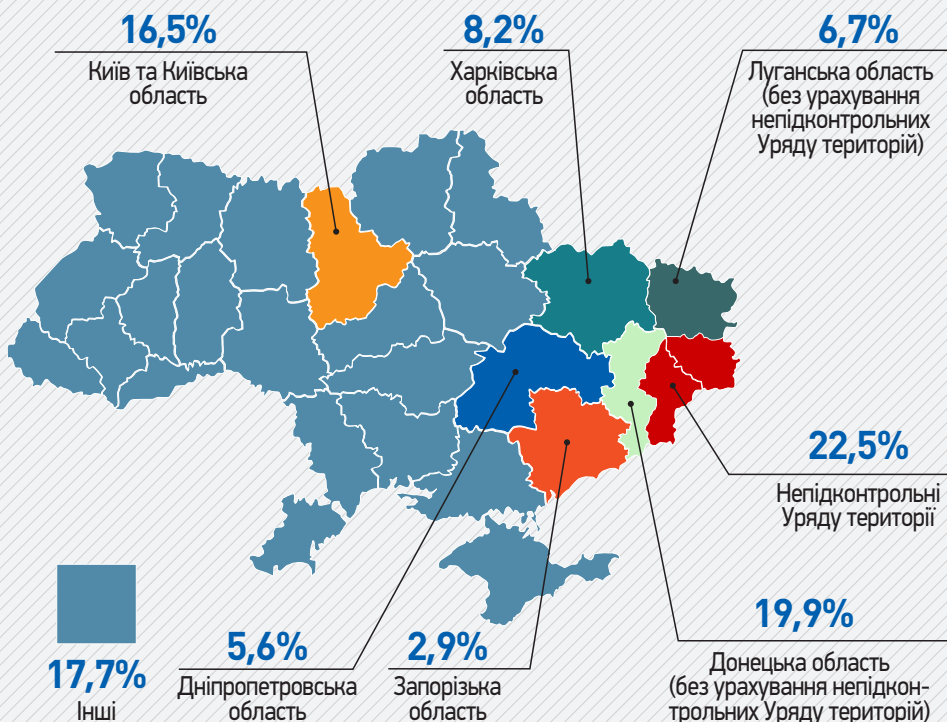 16,5%
Київ та Київська
область
8,2%
Харківська
область
6,7%
Луганська область
(без урахування
непідконтрольних
Уряду територій)
22,5%
Непідконтрольні
Уряду території
19,9%
Донецька область
(без урахування непідкон-
трольних Уряду територій)
2,9%
Запорізька
область
5,6%
Дніпропетровська
область
17,7%
Інші